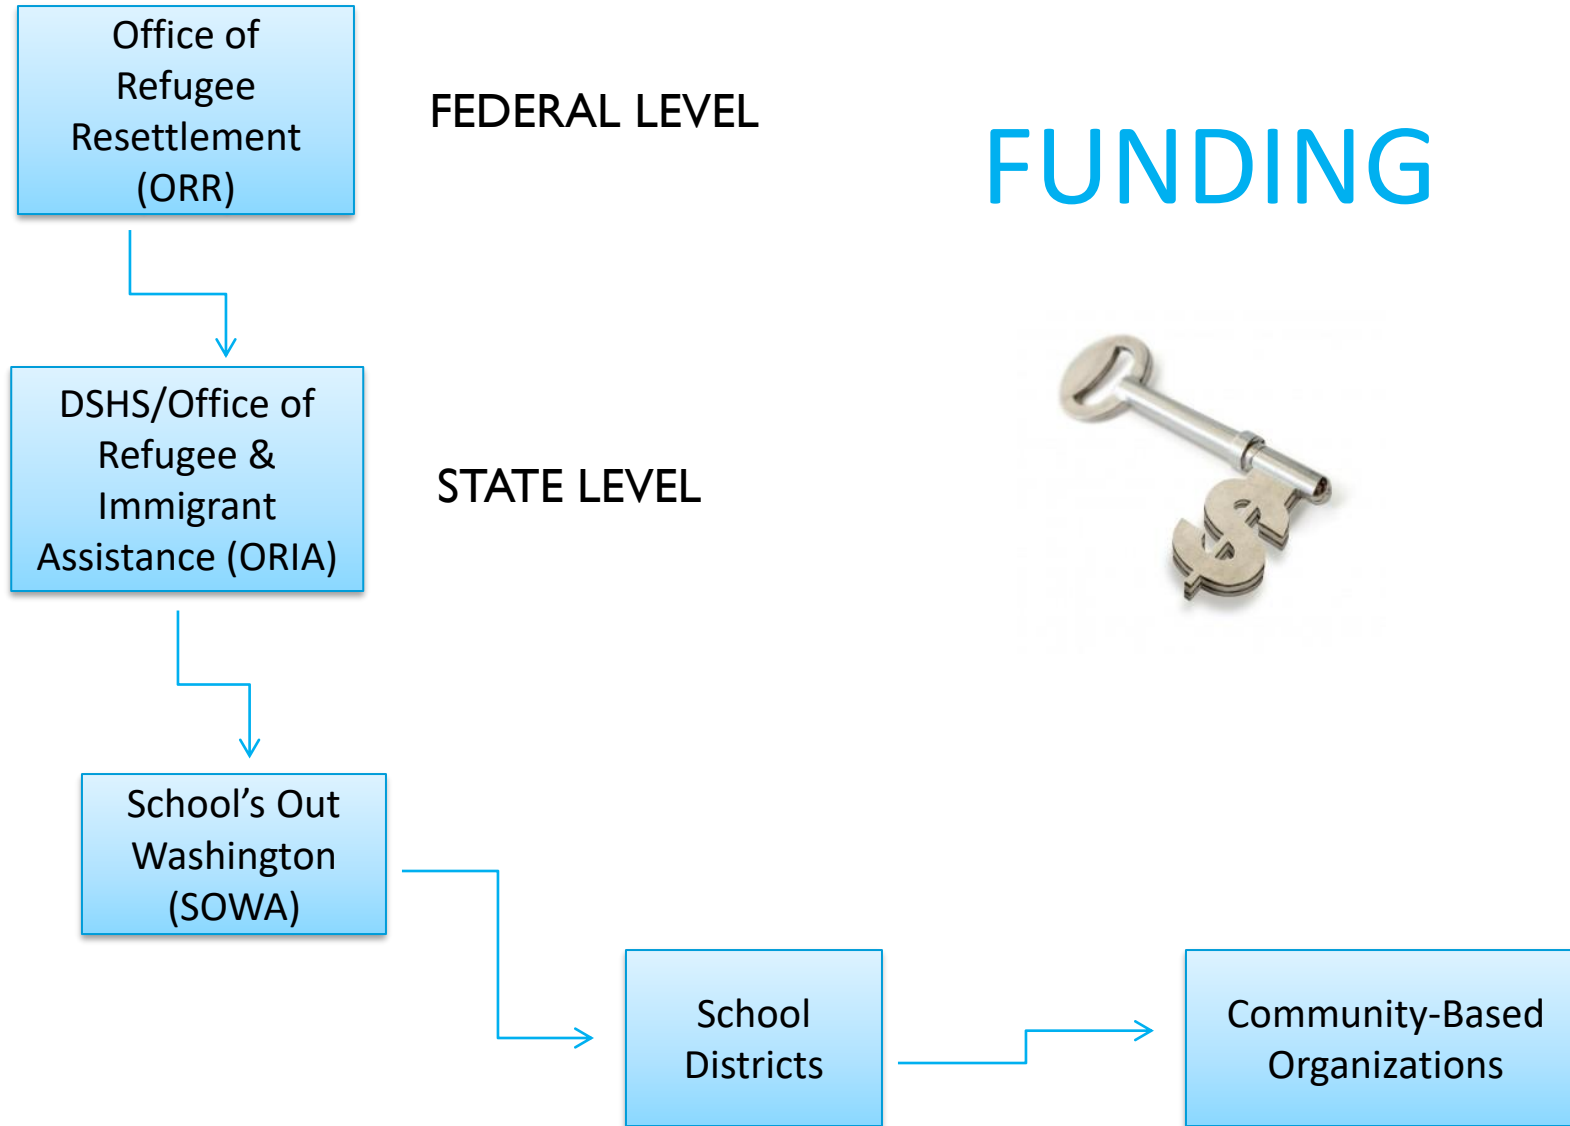 Office of
Refugee
Resettlement
(ORR)
FEDERAL LEVEL
FUNDING
DSHS/Office of
Refugee &
Immigrant
Assistance (ORIA)
STATE LEVEL
School’s Out
Washington
(SOWA)
School
Districts
Community-Based
Organizations